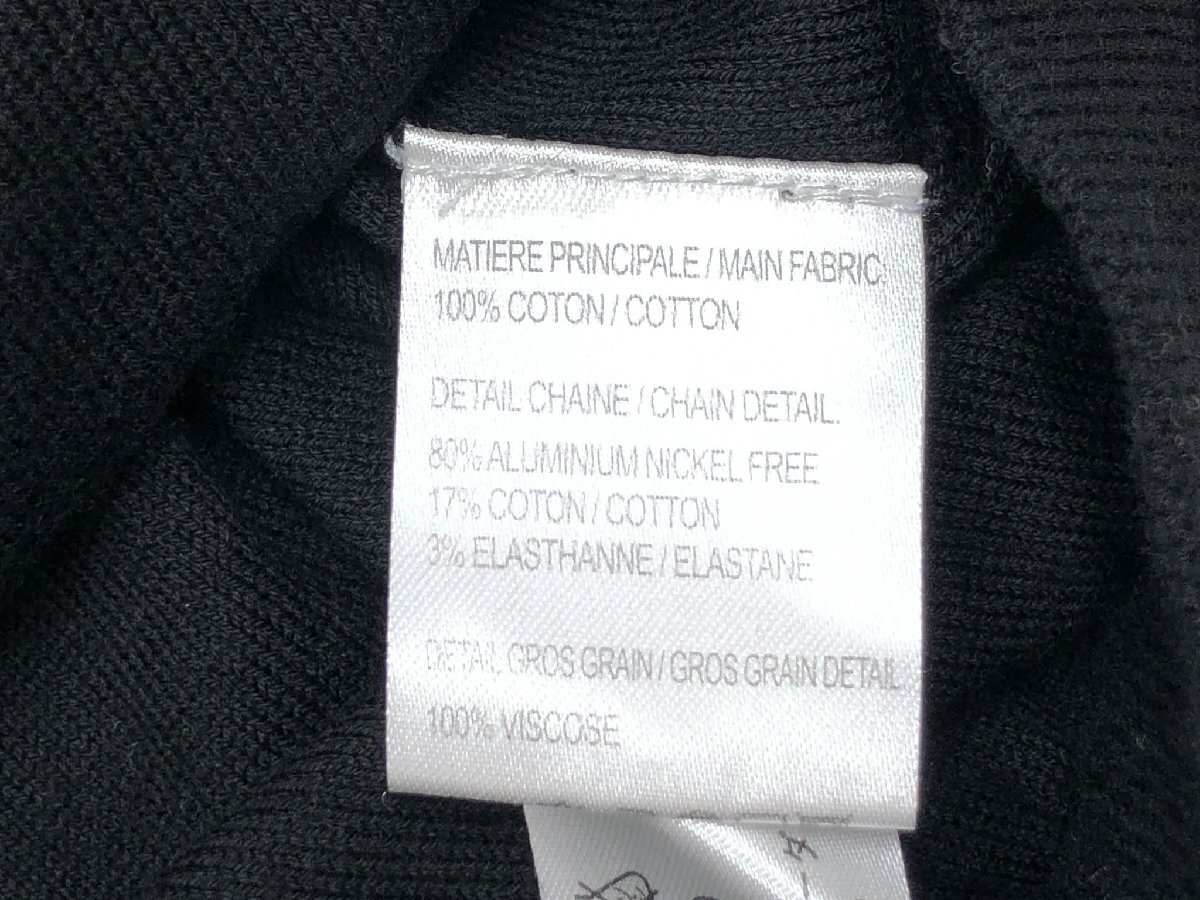 MATIERE PRINCIPALE / MAIN FABRIC:
100% COTON / COTTON
DETAIL CHAINE / CHAIN DETAIL:
80% ALUMINIUM NICKEL FREE
17% COTON / COTTON
3% ELASTHANNE / ELASTANE
DETAIL GROS GRAIN / GROS GRAIN DETAIL
100% VISCOSE